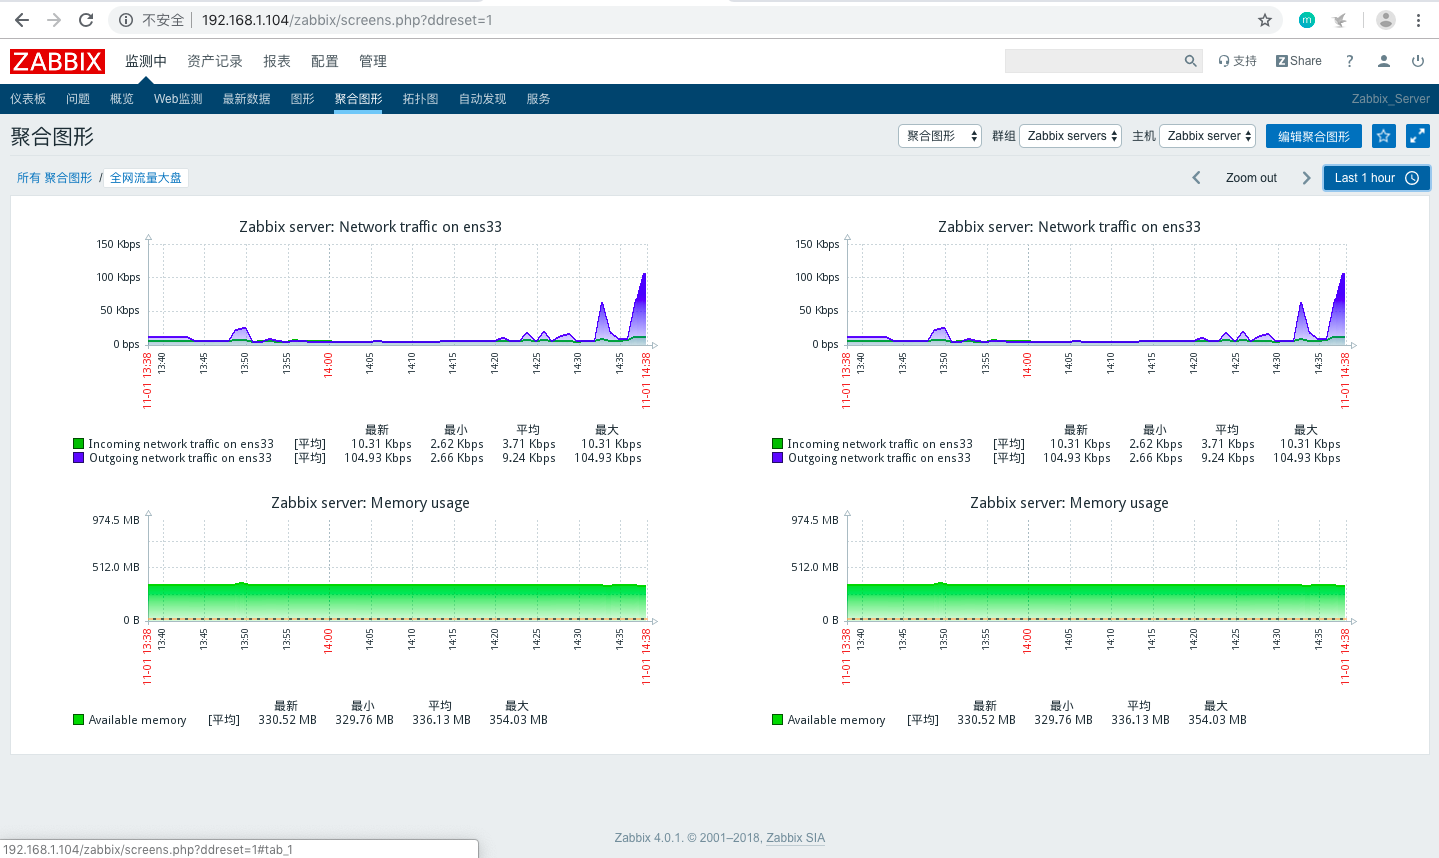 不安全 192.168.1.104/zabbix/screens.php?ddreset=1 m
ZABBIX 监测中 资产记录 报表 配置 管理 支持 Z Share ?
仪表板 问题 概览 Web监测 最新数据 图形 聚合图形 拓扑图 自动发现 服务 Zabbix_Server
聚合图形 聚合图形 群组 Zabbix servers 主机 Zabbix server 编辑聚合图形
所有 聚合图形 / 全网流量大盘 Zoom out Last 1 hour
Zabbix server: Network traffic on ens33
150 Kbps
100 Kbps
50 Kbps
0 bps
11-01 13:38 13:40 13:45 13:50 13:55 14:00 14:05 14:10 14:15 14:20 14:25 14:30 14:35 11-01 14:38
最新 最小 平均 最大
Incoming network traffic on ens33 [平均] 10.31 Kbps 2.62 Kbps 3.71 Kbps 10.31 Kbps
Outgoing network traffic on ens33 [平均] 104.93 Kbps 2.66 Kbps 9.24 Kbps 104.93 Kbps
Zabbix server: Network traffic on ens33
150 Kbps
100 Kbps
50 Kbps
0 bps
11-01 13:38 13:40 13:45 13:50 13:55 14:00 14:05 14:10 14:15 14:20 14:25 14:30 14:35 11-01 14:38
最新 最小 平均 最大
Incoming network traffic on ens33 [平均] 10.31 Kbps 2.62 Kbps 3.71 Kbps 10.31 Kbps
Outgoing network traffic on ens33 [平均] 104.93 Kbps 2.66 Kbps 9.24 Kbps 104.93 Kbps
Zabbix server: Memory usage
974.5 MB
512.0 MB
0 B
11-01 13:38 13:40 13:45 13:50 13:55 14:00 14:05 14:10 14:15 14:20 14:25 14:30 14:35 11-01 14:38
最新 最小 平均 最大
Available memory [平均] 330.52 MB 329.76 MB 336.13 MB 354.03 MB
Zabbix server: Memory usage
974.5 MB
512.0 MB
0 B
11-01 13:38 13:40 13:45 13:50 13:55 14:00 14:05 14:10 14:15 14:20 14:25 14:30 14:35 11-01 14:38
最新 最小 平均 最大
Available memory [平均] 330.52 MB 329.76 MB 336.13 MB 354.03 MB
Zabbix 4.0.1. © 2001–2018, Zabbix SIA
192.168.1.104/zabbix/screens.php?ddreset=1#tab_1